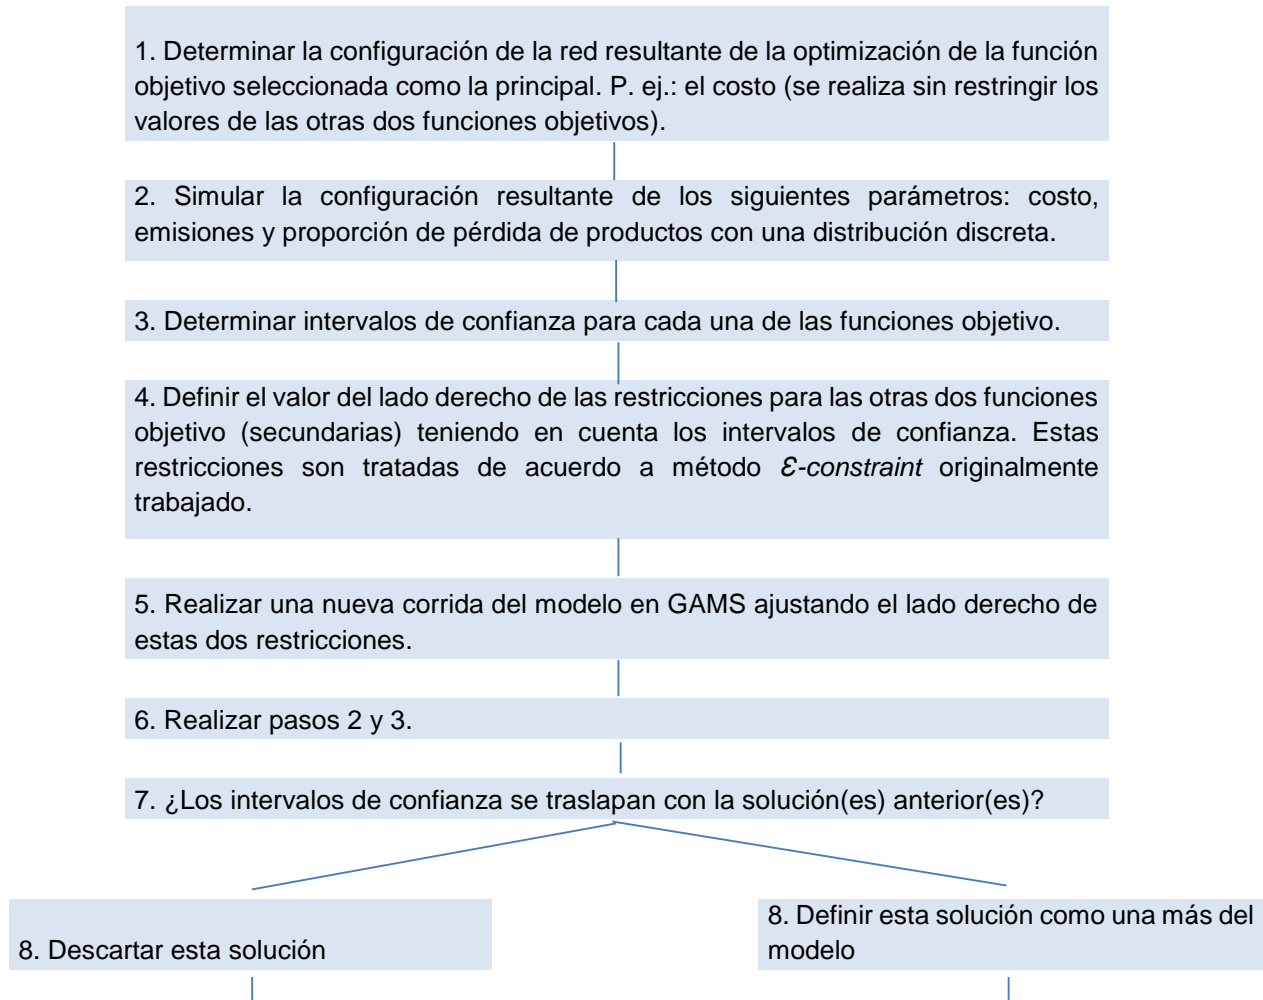 1. Determinar la configuración de la red resultante de la optimización de la función
objetivo seleccionada como la principal. P. ej.: el costo (se realiza sin restringir los
valores de las otras dos funciones objetivos).
2. Simular la configuración resultante de los siguientes parámetros: costo,
emisiones y proporción de pérdida de productos con una distribución discreta.
3. Determinar intervalos de confianza para cada una de las funciones objetivo.
4. Definir el valor del lado derecho de las restricciones para las otras dos funciones
objetivo (secundarias) teniendo en cuenta los intervalos de confianza. Estas
restricciones son tratadas de acuerdo a método Ɛ-constraint originalmente
trabajado.
5. Realizar una nueva corrida del modelo en GAMS ajustando el lado derecho de
estas dos restricciones.
6. Realizar pasos 2 y 3.
7. ¿Los intervalos de confianza se traslapan con la solución(es) anterior(es)?
8. Descartar esta solución
8. Definir esta solución como una más del
modelo